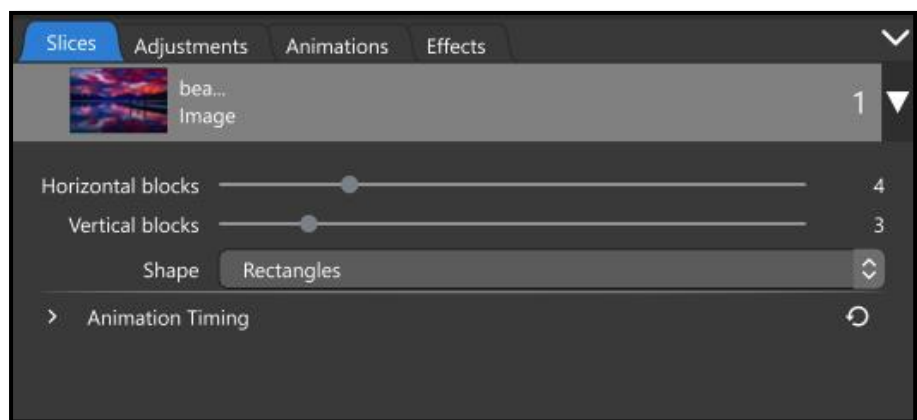 Slices Adjustments Animations Effects
bea...
Image
1
Horizontal blocks 4
Vertical blocks 3
Shape Rectangles
Animation Timing